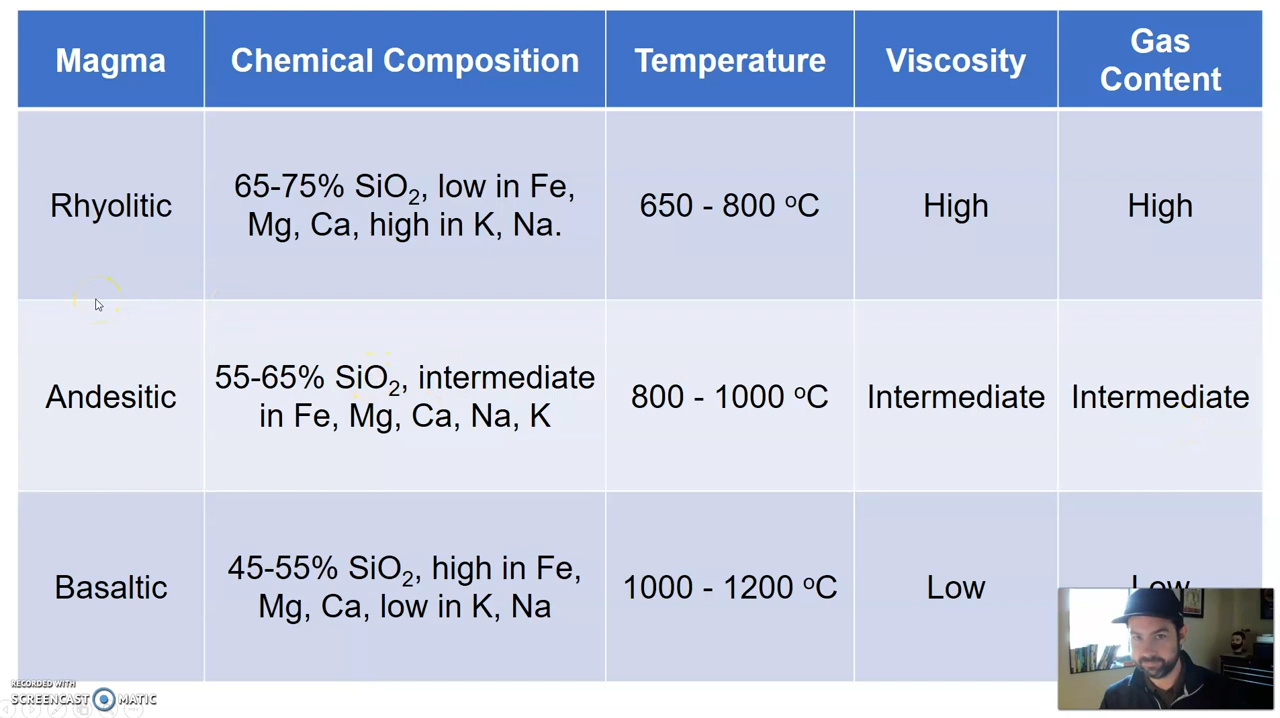 Magma
Chemical Composition
Temperature
Viscosity
Gas
Content
Rhyolitic
65-75% SiO₂, low in Fe,
Mg, Ca, high in K, Na.
650 - 800 ᵒC
High
High
Andesitic
55-65% SiO₂, intermediate
in Fe, Mg, Ca, Na, K
800 - 1000 ᵒC
Intermediate
Intermediate
Basaltic
45-55% SiO₂, high in Fe,
Mg, Ca, low in K, Na
1000 - 1200 ᵒC
Low
Low
RECORDED WITH
SCREENCAST MATIC